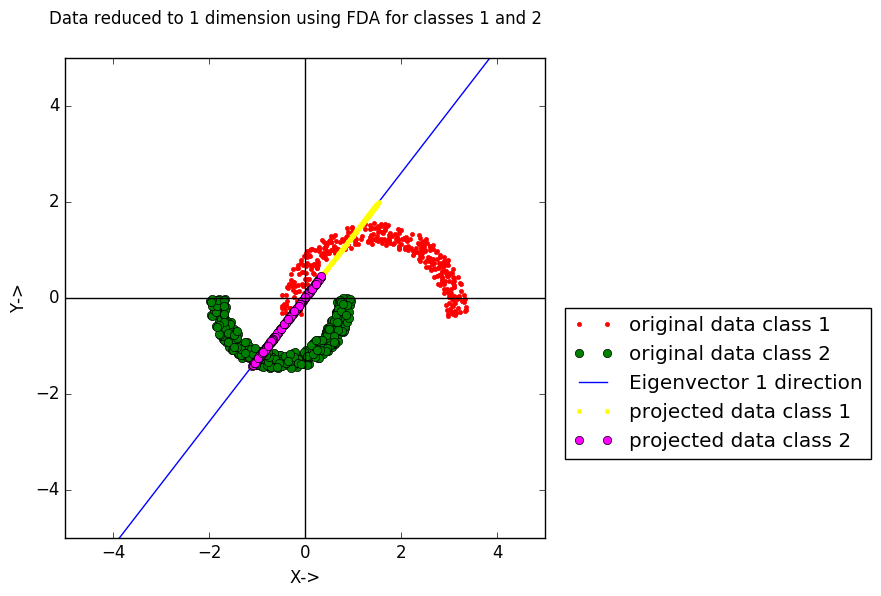 Data reduced to 1 dimension using FDA for classes 1 and 2
4
2
0
−2
−4
Y->
−4 −2 0 2 4
X->
original data class 1
original data class 2
Eigenvector 1 direction
projected data class 1
projected data class 2